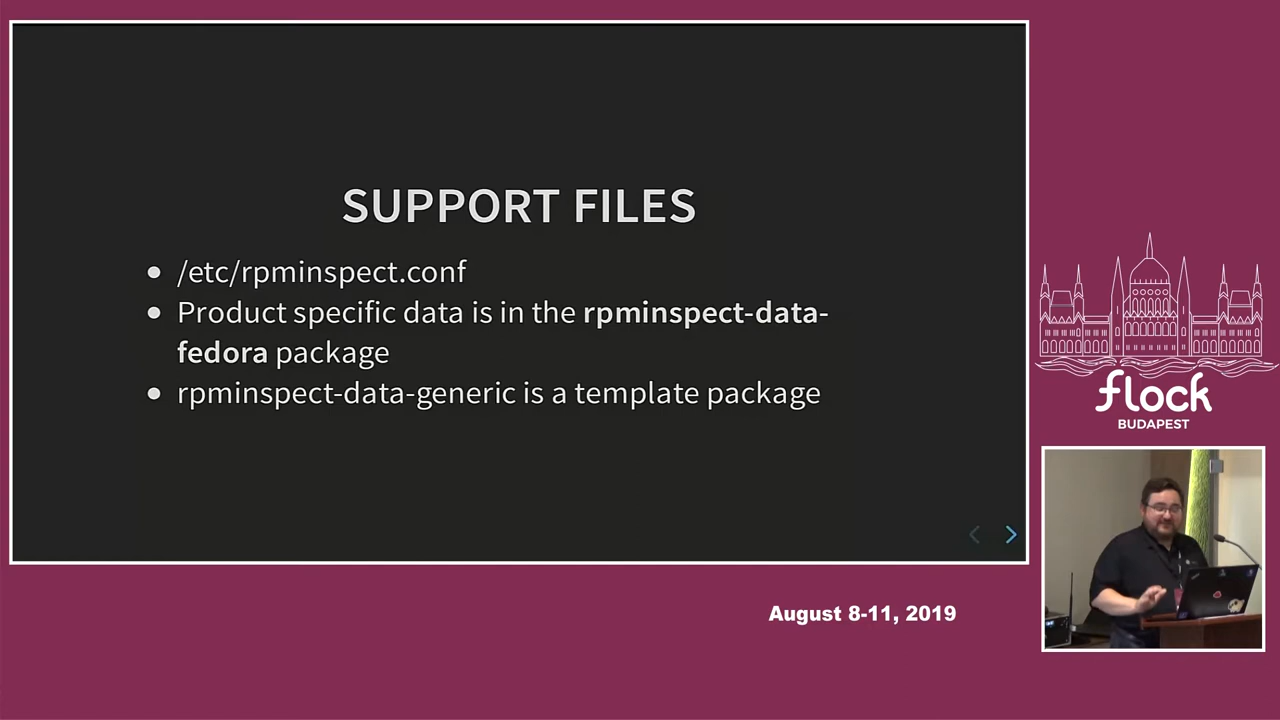 SUPPORT FILES
/etc/rpminspect.conf
Product specific data is in the rpminspect-data-
fedora package
rpminspect-data-generic is a template package
flock
BUDAPEST
August 8-11, 2019